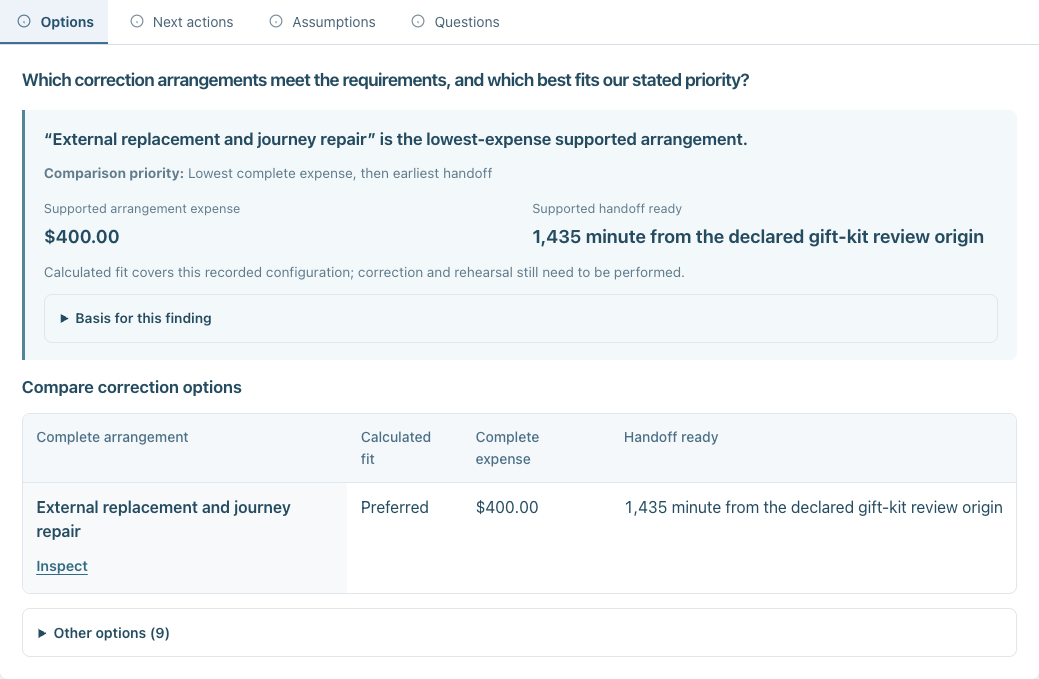 Options
Next actions
Assumptions
Questions
Which correction arrangements meet the requirements, and which best fits our stated priority?
“External replacement and journey repair” is the lowest-expense supported arrangement.
Comparison priority: Lowest complete expense, then earliest handoff
Supported arrangement expense
$400.00
Supported handoff ready
1,435 minute from the declared gift-kit review origin
Calculated fit covers this recorded configuration; correction and rehearsal still need to be performed.
Basis for this finding
Compare correction options
Complete arrangement
Calculated
fit
Complete
expense
Handoff ready
External replacement and journey
repair
Inspect
Preferred
$400.00
1,435 minute from the declared gift-kit review origin
Other options (9)